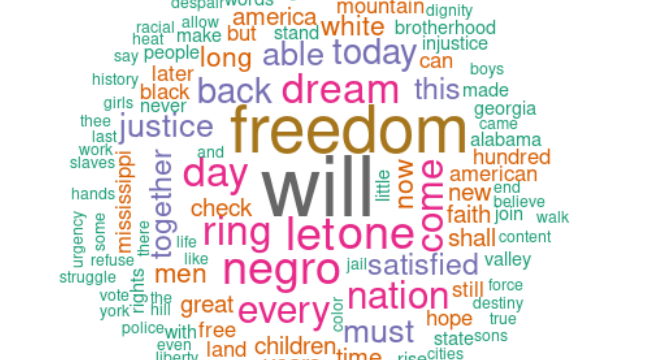 despair words
mountain dignity
racial allow america white brotherhood
heat make but stand injustice
say people long able today can
later boys
history black back dream this made
girls never georgia
thee justice freedom came
last alabama
work and hundred
slaves together day will little now come american
mississippi new end
hands check believe
faith join walk
urgency some there life ring let one shall content
refuse like negro jail satisfied valley
struggle men still force
vote rights the nation destiny
york hill great every color hope true
police with free must state sons
even land children cities
liberty years time rise